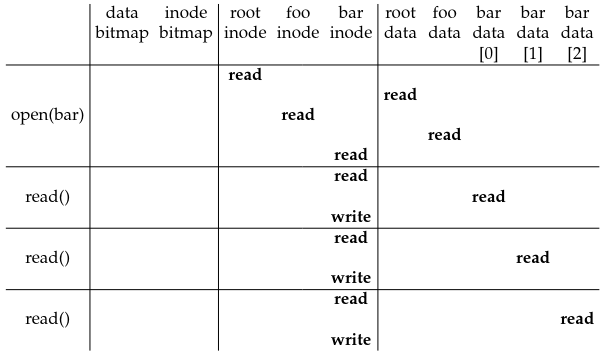 data inode root foo bar root foo bar bar bar
bitmap bitmap inode inode inode data data data data data
[0] [1] [2]
read
read
open(bar) read
read
read
read
read() read
write
read
read() read
write
read
read() read
write